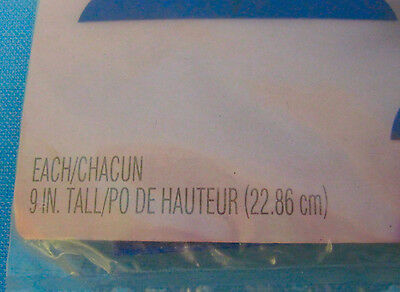 EACH/CHACUN
9 IN. TALL/PO DE HAUTEUR (22.86 cm)